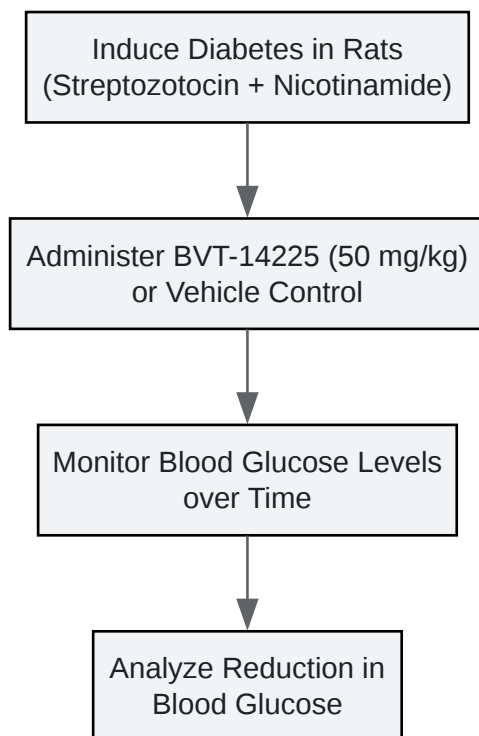 Induce Diabetes in Rats
(Streptozotocin + Nicotinamide)
Administer BVT-14225 (50 mg/kg)
or Vehicle Control
Monitor Blood Glucose Levels
over Time
Analyze Reduction in
Blood Glucose